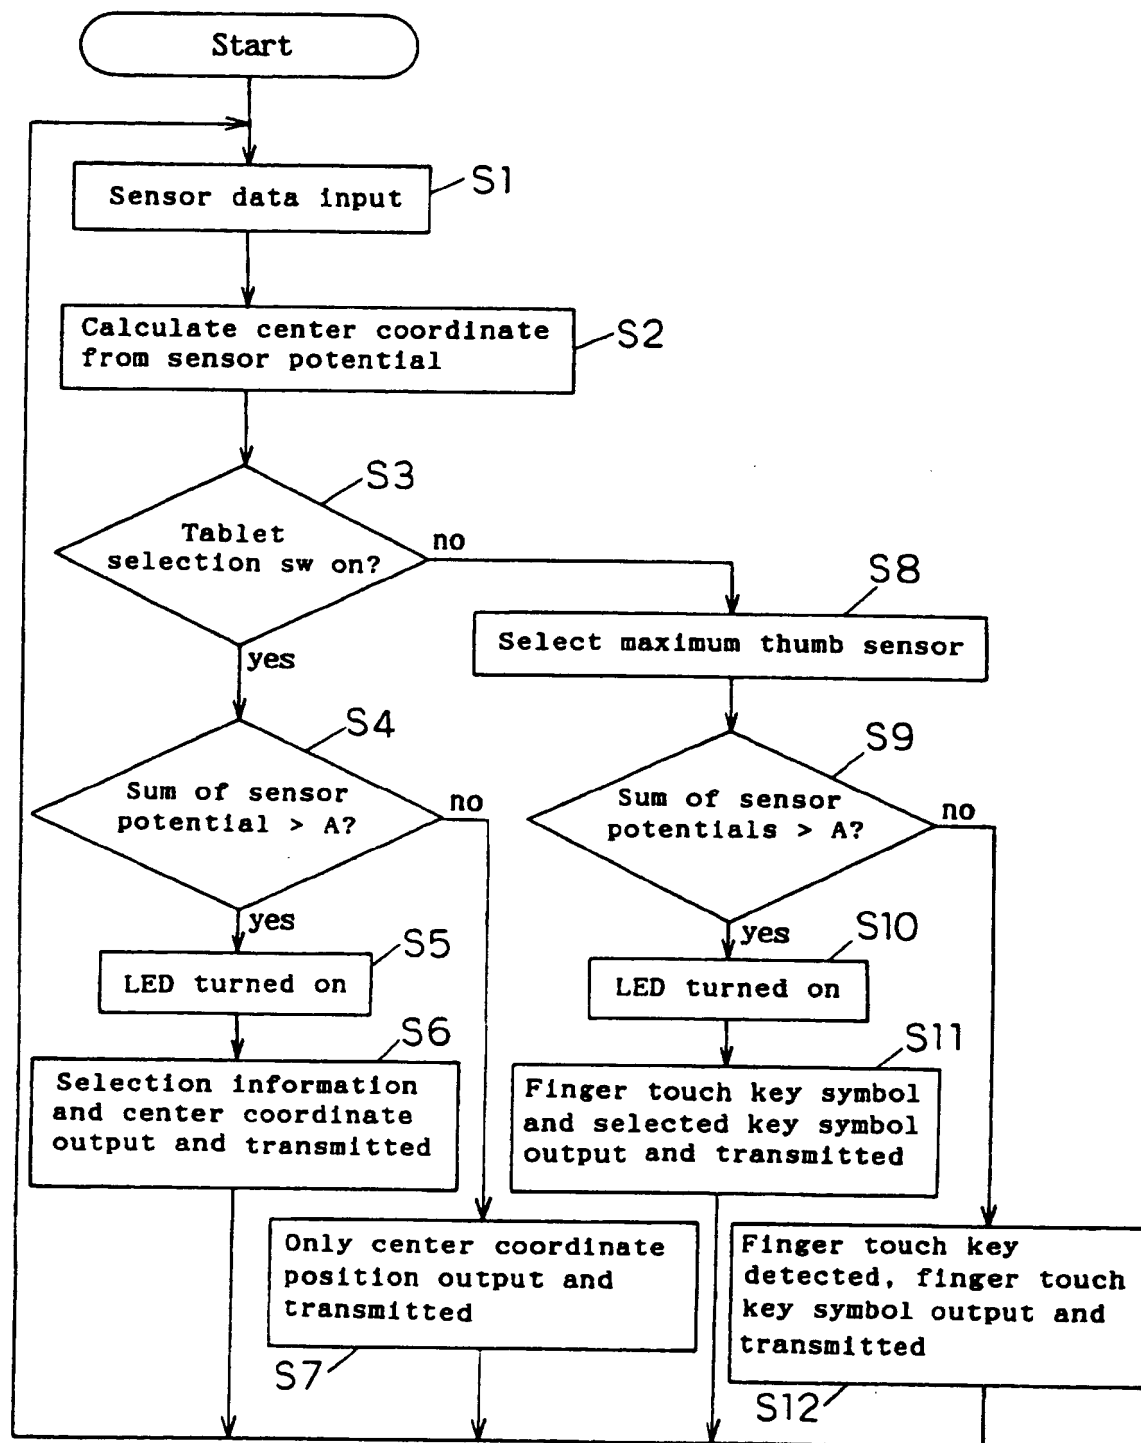 Start
Sensor data input
S1
Calculate center coordinate
from sensor potential
S2
S3
Tablet
selection sw on?
no
yes
S8
Select maximum thumb sensor
S4
Sum of sensor
potential > A?
no
yes
S9
Sum of sensor
potentials > A?
no
yes
S5
LED turned on
S10
LED turned on
S6
Selection information
and center coordinate
output and transmitted
S11
Finger touch key symbol
and selected key symbol
output and transmitted
Only center coordinate
position output and
transmitted
S7
Finger touch key
detected, finger touch
key symbol output and
transmitted
S12